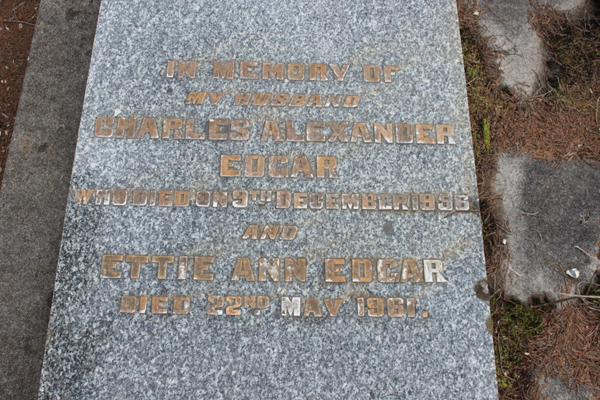 IN MEMORY OF
MY HUSBAND
CHARLES ALEXANDER
EDGAR
WHO DIED ON 9TH DECEMBER 1956
AND
ETTIE ANN EDGAR
DIED 22ND MAY 1961.